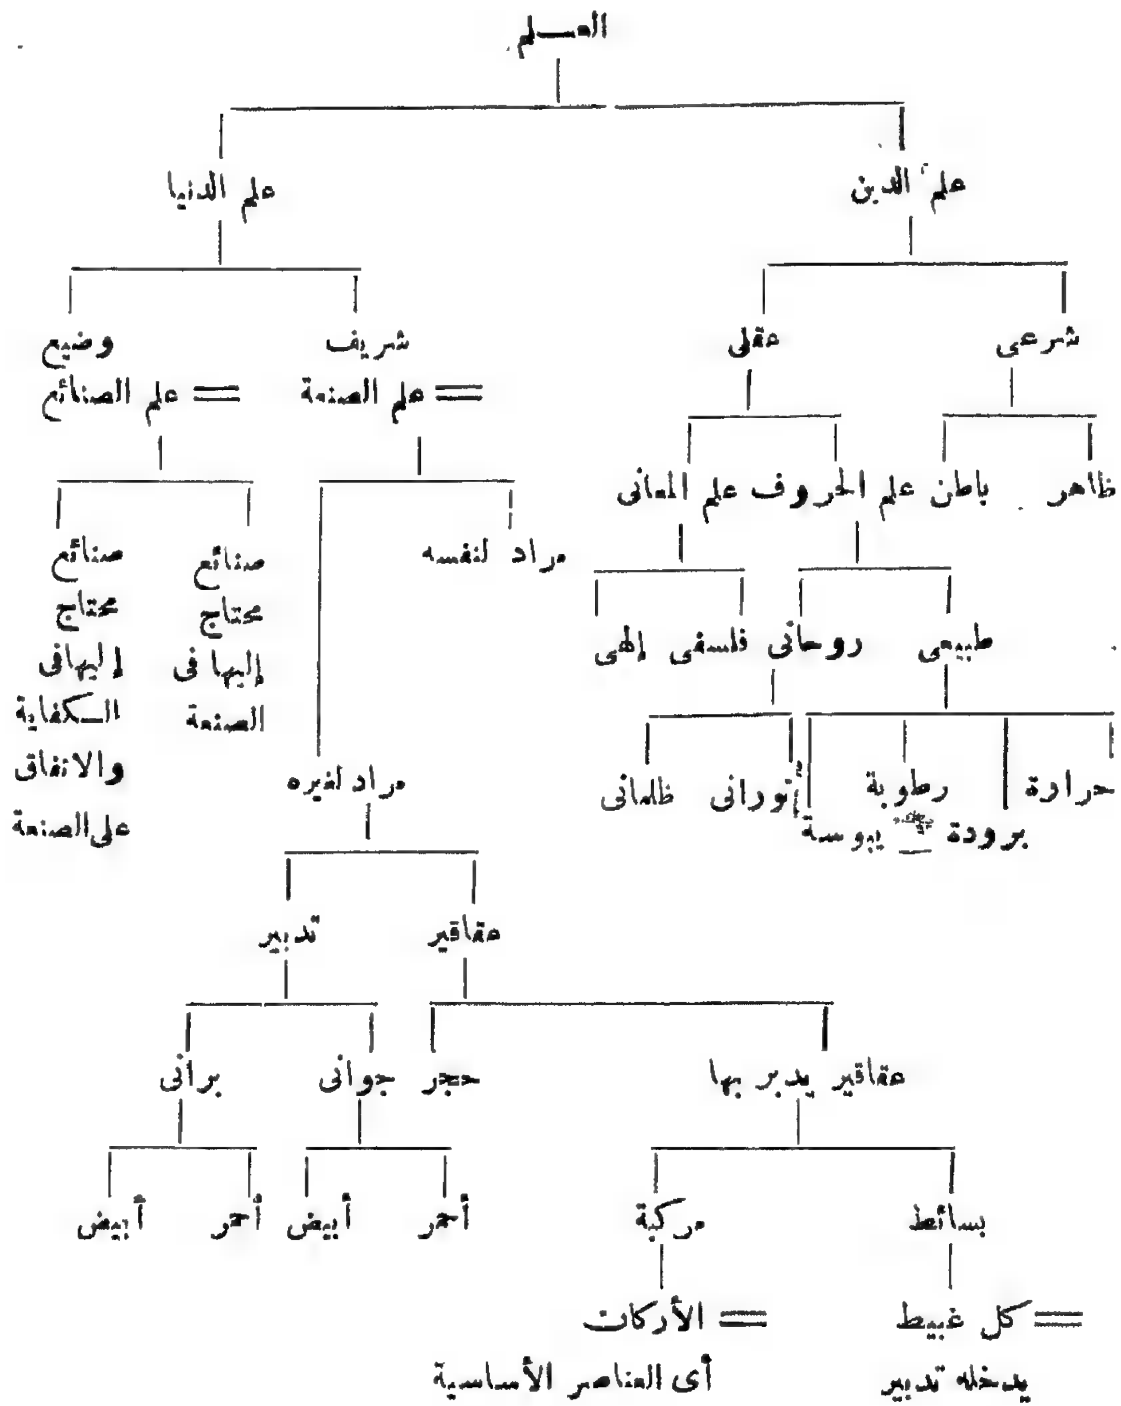 العلم
علم الدين علم الدنيا
شرعى عقلى شريف وضيع
= علم الصنعة = علم الصنائع
ظاهر باطن علم الحروف علم المعانى
مراد لنفسه
صنائع محتاج إليها فى الصنعة
صنائع محتاج إليها فى الكفاية والانفاق على الصنعة
طبيعى روحانى فلسفى إلهى
حرارة رطوبة نورانى ظلمانى
برودة يبوسة
مراد لغيره
عقاقير تدبير
عقاقير يدبر بها حجر جوانى برانى
بسائط مركبة أحمر أبيض أحمر أبيض
= كل غبيط = الأركان
يدخله تدبير أى العناصر الأساسية